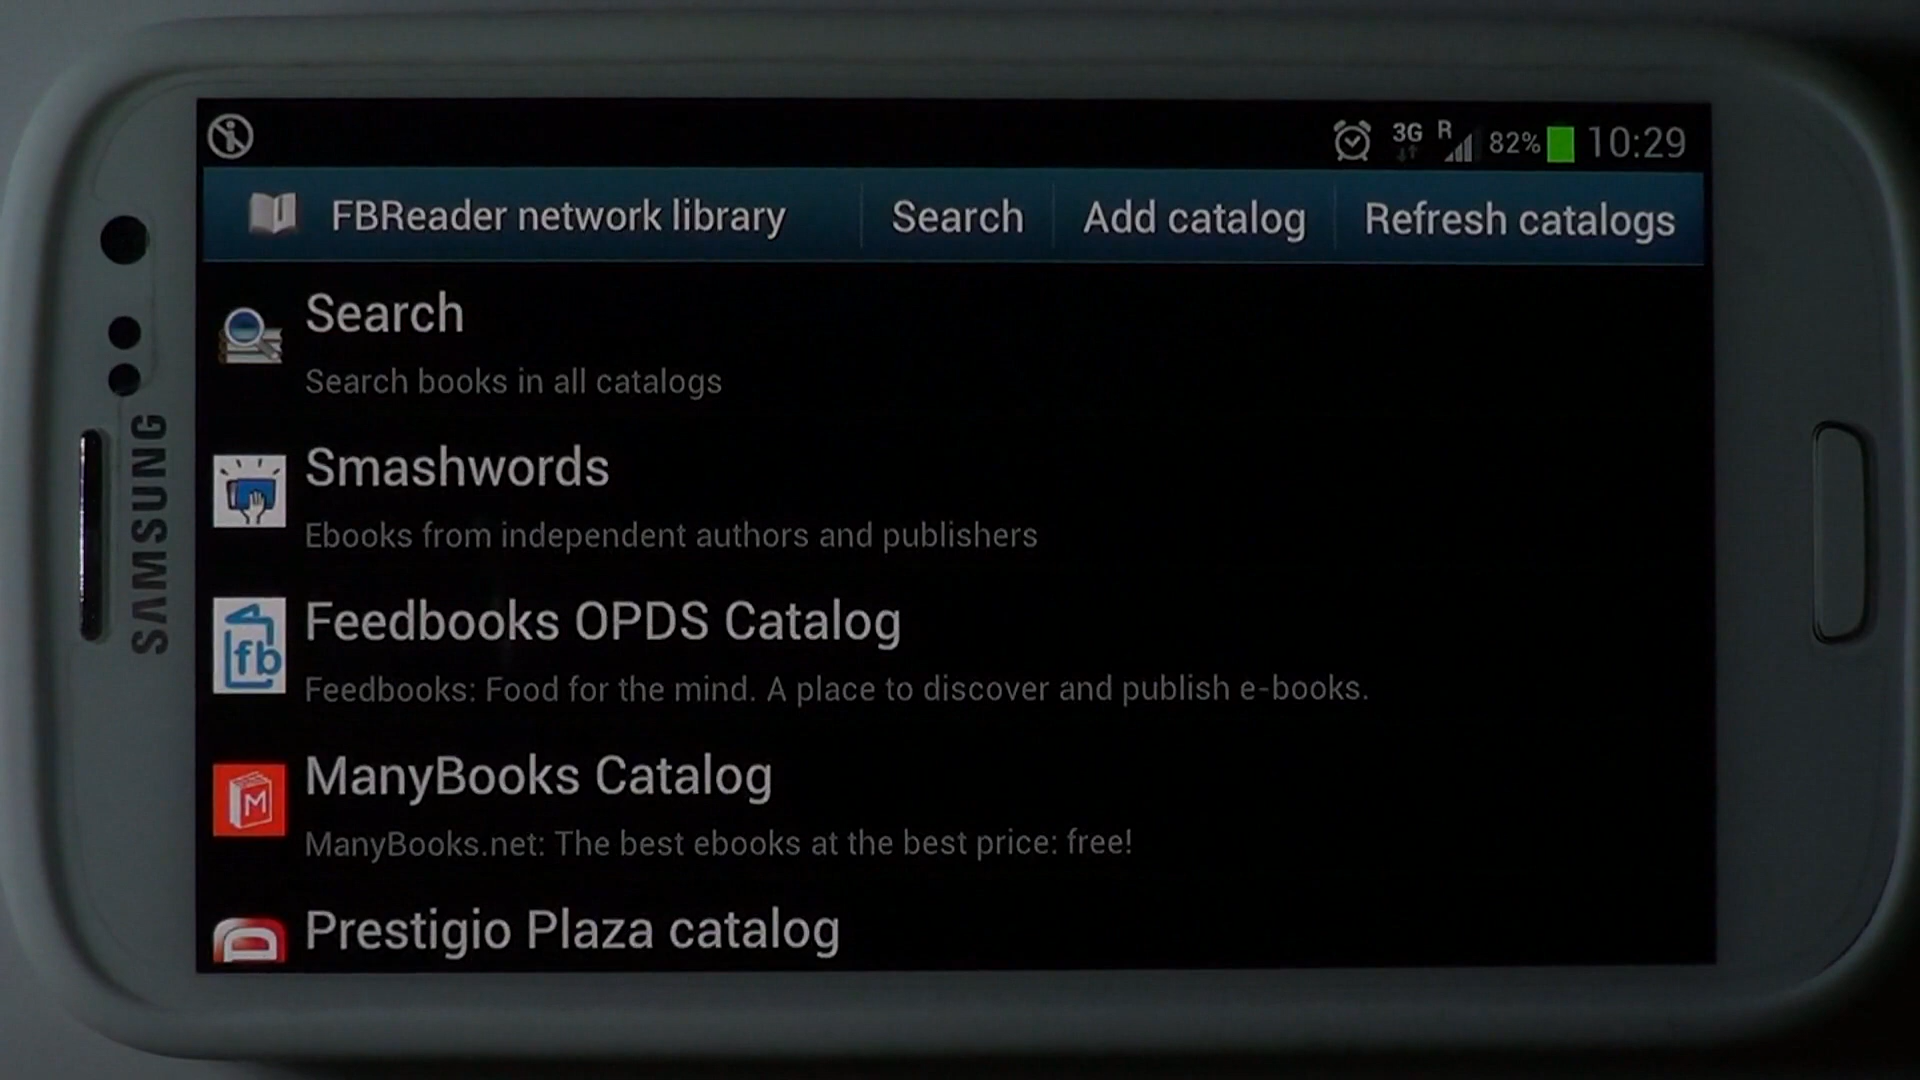 3G R 82% 10:29
FBReader network library Search Add catalog Refresh catalogs
Search
Search books in all catalogs
Smashwords
Ebooks from independent authors and publishers
fb
Feedbooks OPDS Catalog
Feedbooks: Food for the mind. A place to discover and publish e-books.
M
ManyBooks Catalog
ManyBooks.net: The best ebooks at the best price: free!
Prestigio Plaza catalog
SAMSUNG